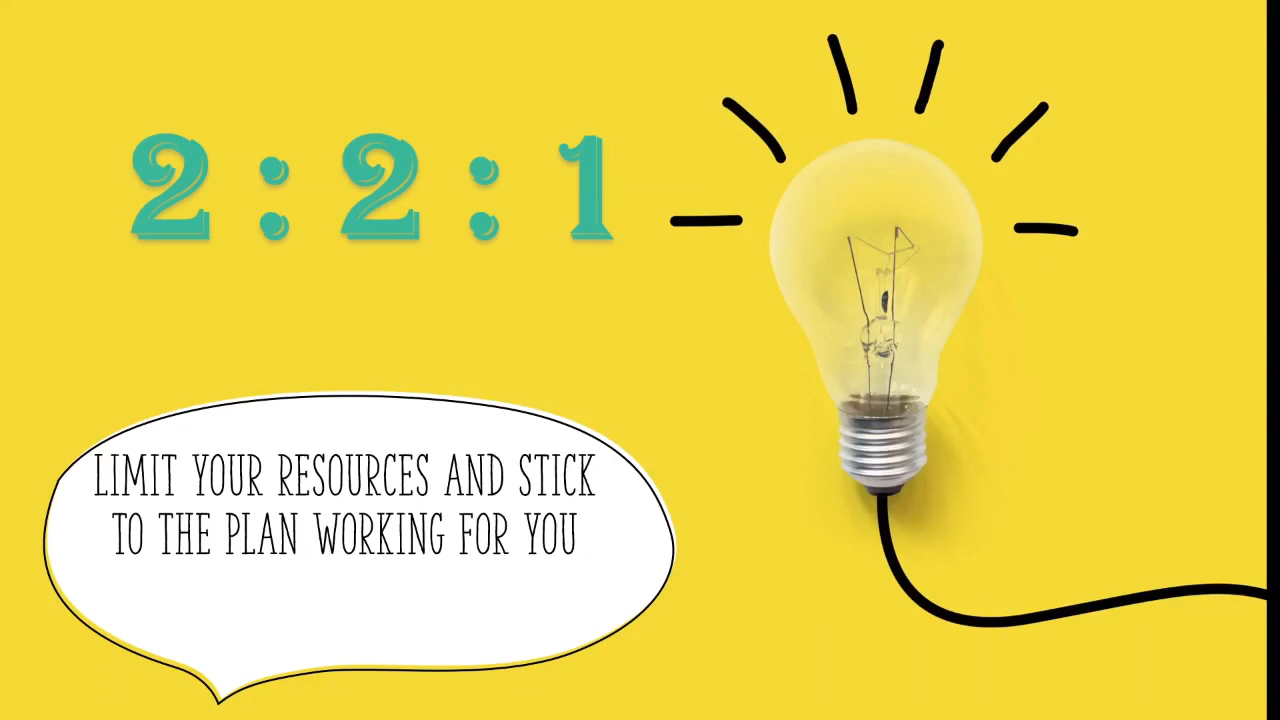 2 : 2 : 1
LIMIT YOUR RESOURCES AND STICK
TO THE PLAN WORKING FOR YOU